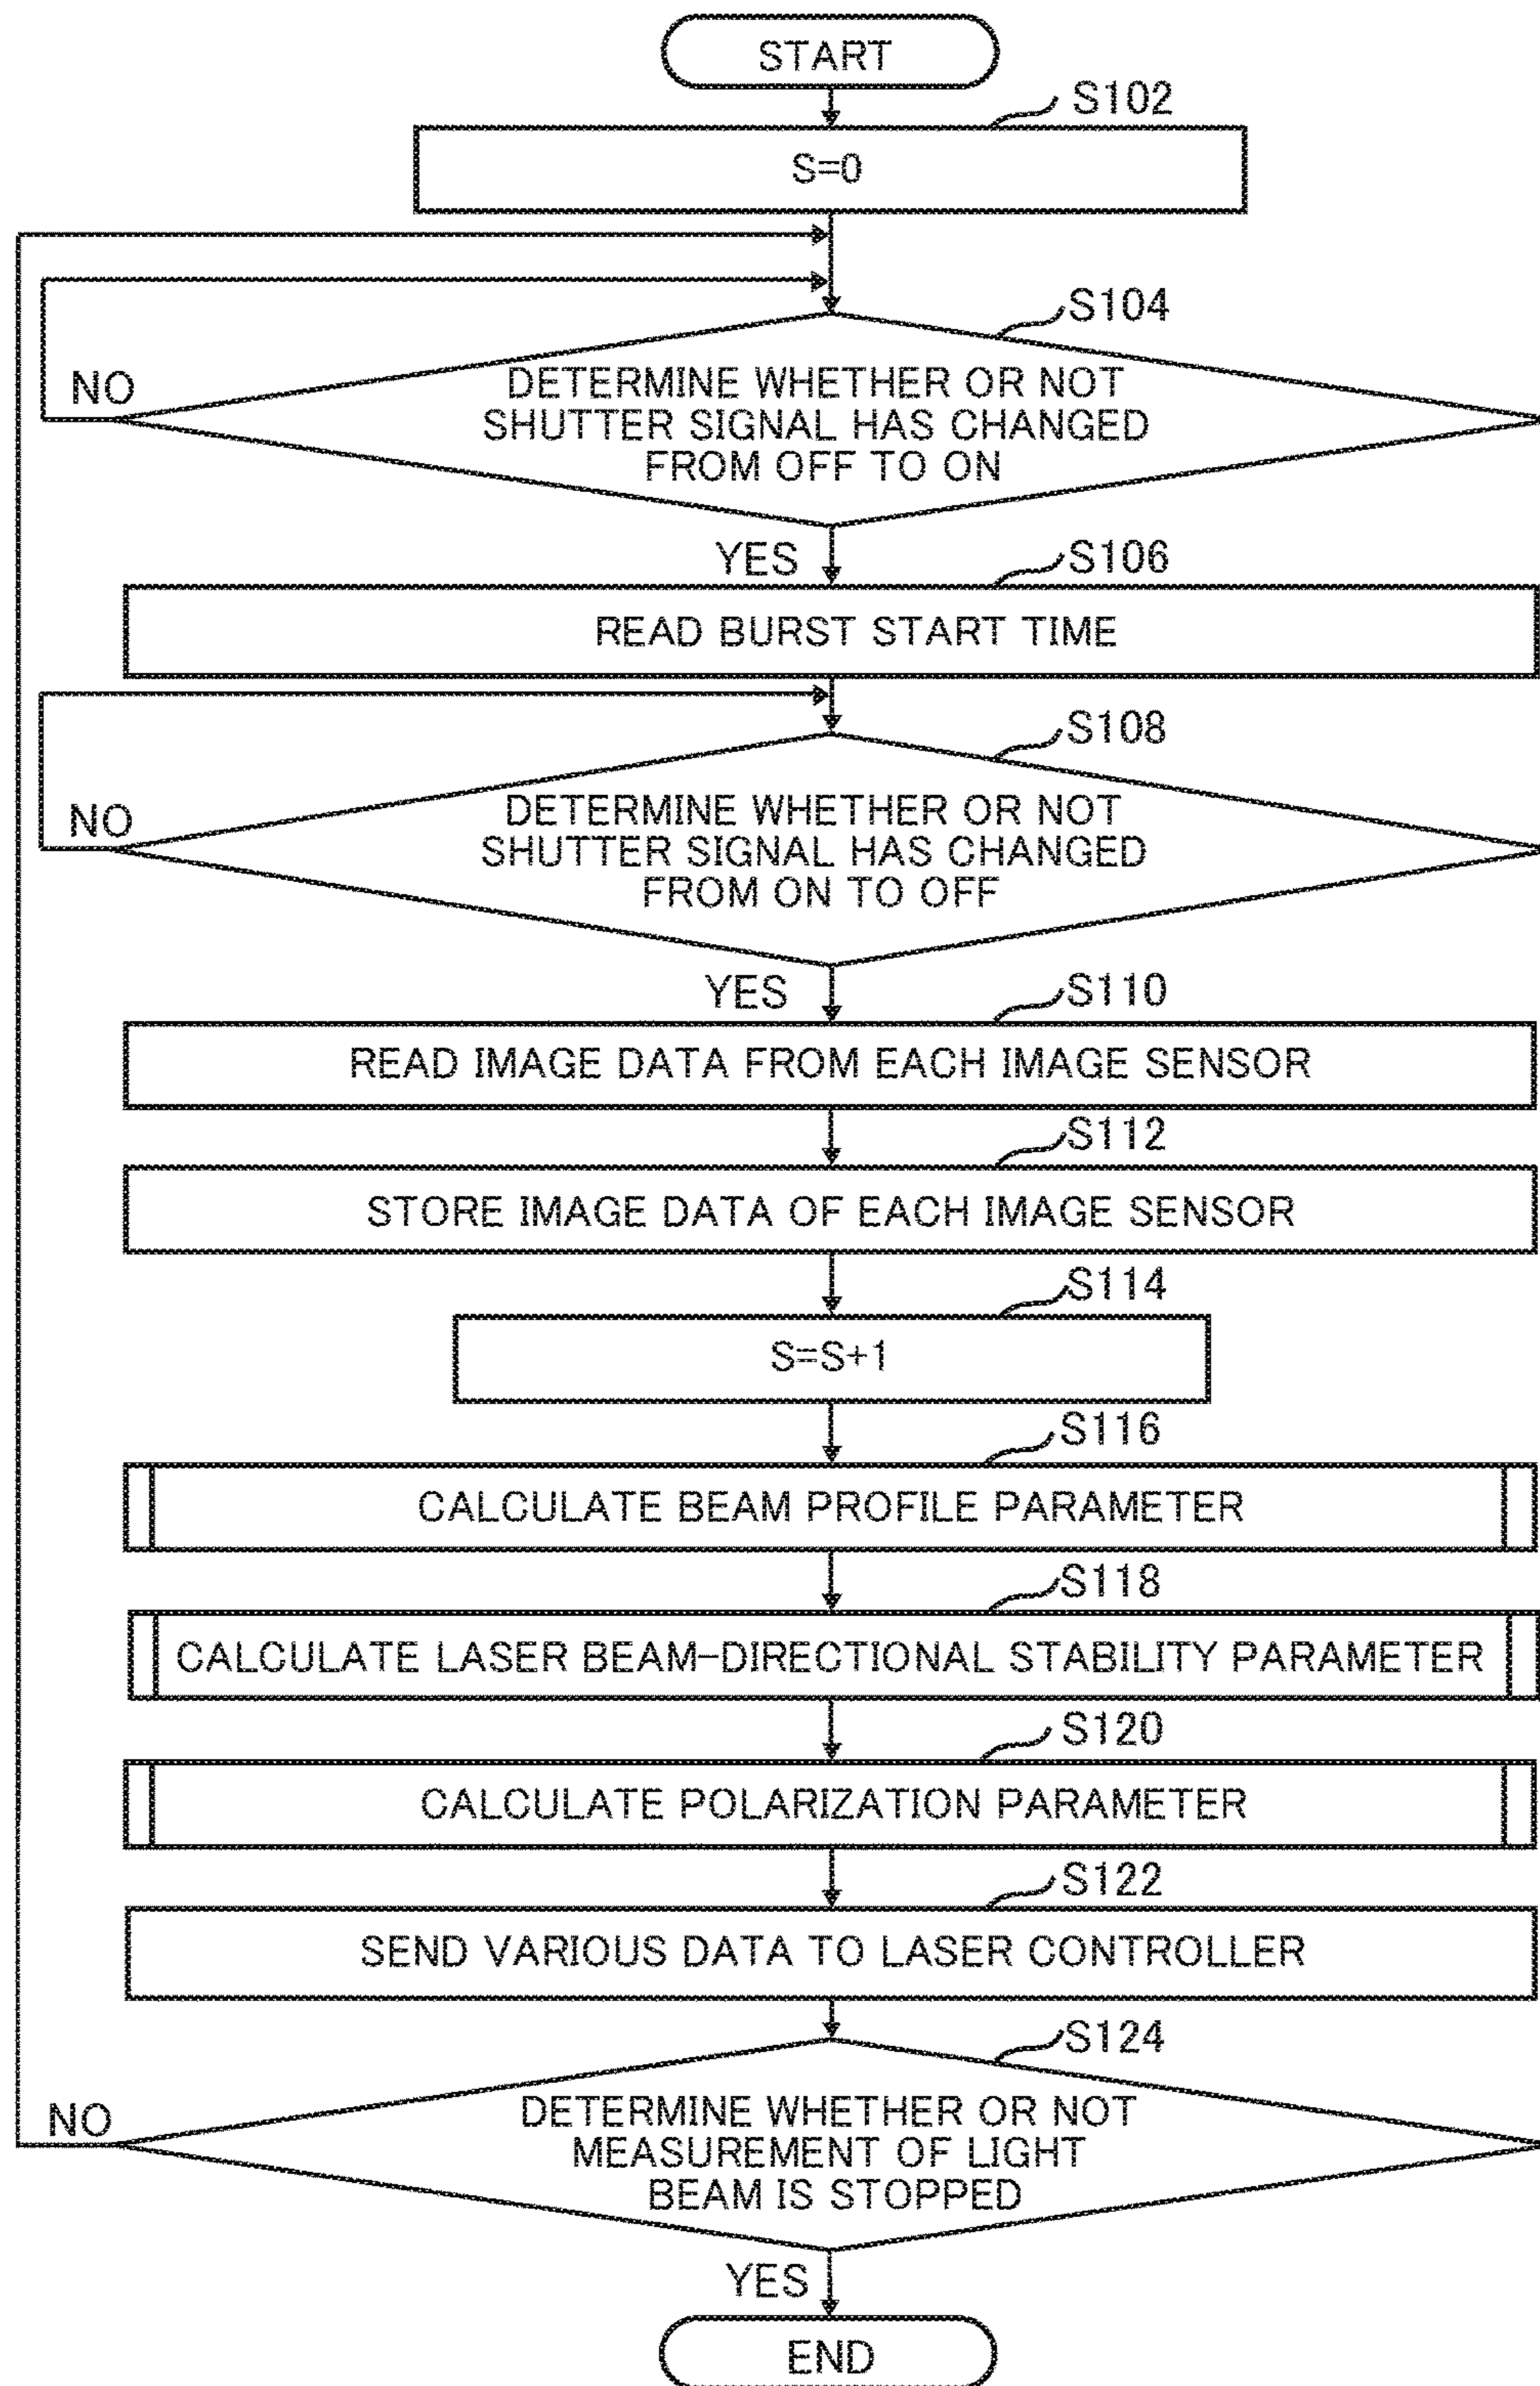 START
S102
S=0
S104
NO
DETERMINE WHETHER OR NOT
SHUTTER SIGNAL HAS CHANGED
FROM OFF TO ON
YES
S106
READ BURST START TIME
S108
NO
DETERMINE WHETHER OR NOT
SHUTTER SIGNAL HAS CHANGED
FROM ON TO OFF
YES
S110
READ IMAGE DATA FROM EACH IMAGE SENSOR
S112
STORE IMAGE DATA OF EACH IMAGE SENSOR
S114
S=S+1
S116
CALCULATE BEAM PROFILE PARAMETER
S118
CALCULATE LASER BEAM-DIRECTIONAL STABILITY PARAMETER
S120
CALCULATE POLARIZATION PARAMETER
S122
SEND VARIOUS DATA TO LASER CONTROLLER
S124
NO
DETERMINE WHETHER OR NOT
MEASUREMENT OF LIGHT
BEAM IS STOPPED
YES
END